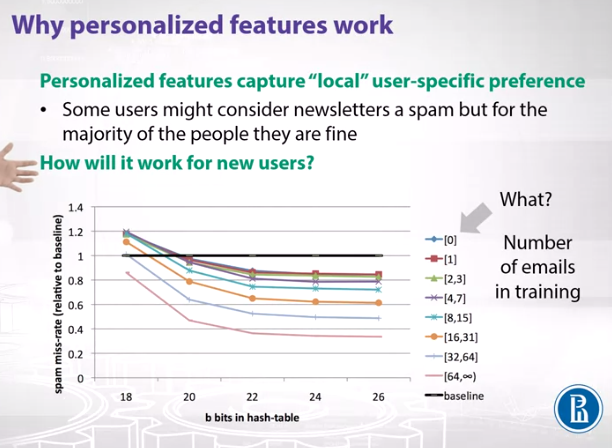 Why personalized features work
Personalized features capture “local” user-specific preference
• Some users might consider newsletters a spam but for the
majority of the people they are fine
How will it work for new users?
What?
Number
of emails
in training
spam miss-rate (relative to baseline)
1.4
1.2
1
0.8
0.6
0.4
0.2
0
18 20 22 24 26
b bits in hash-table
[0]
[1]
[2,3]
[4,7]
[8,15]
[16,31]
[32,64]
[64,∞)
baseline